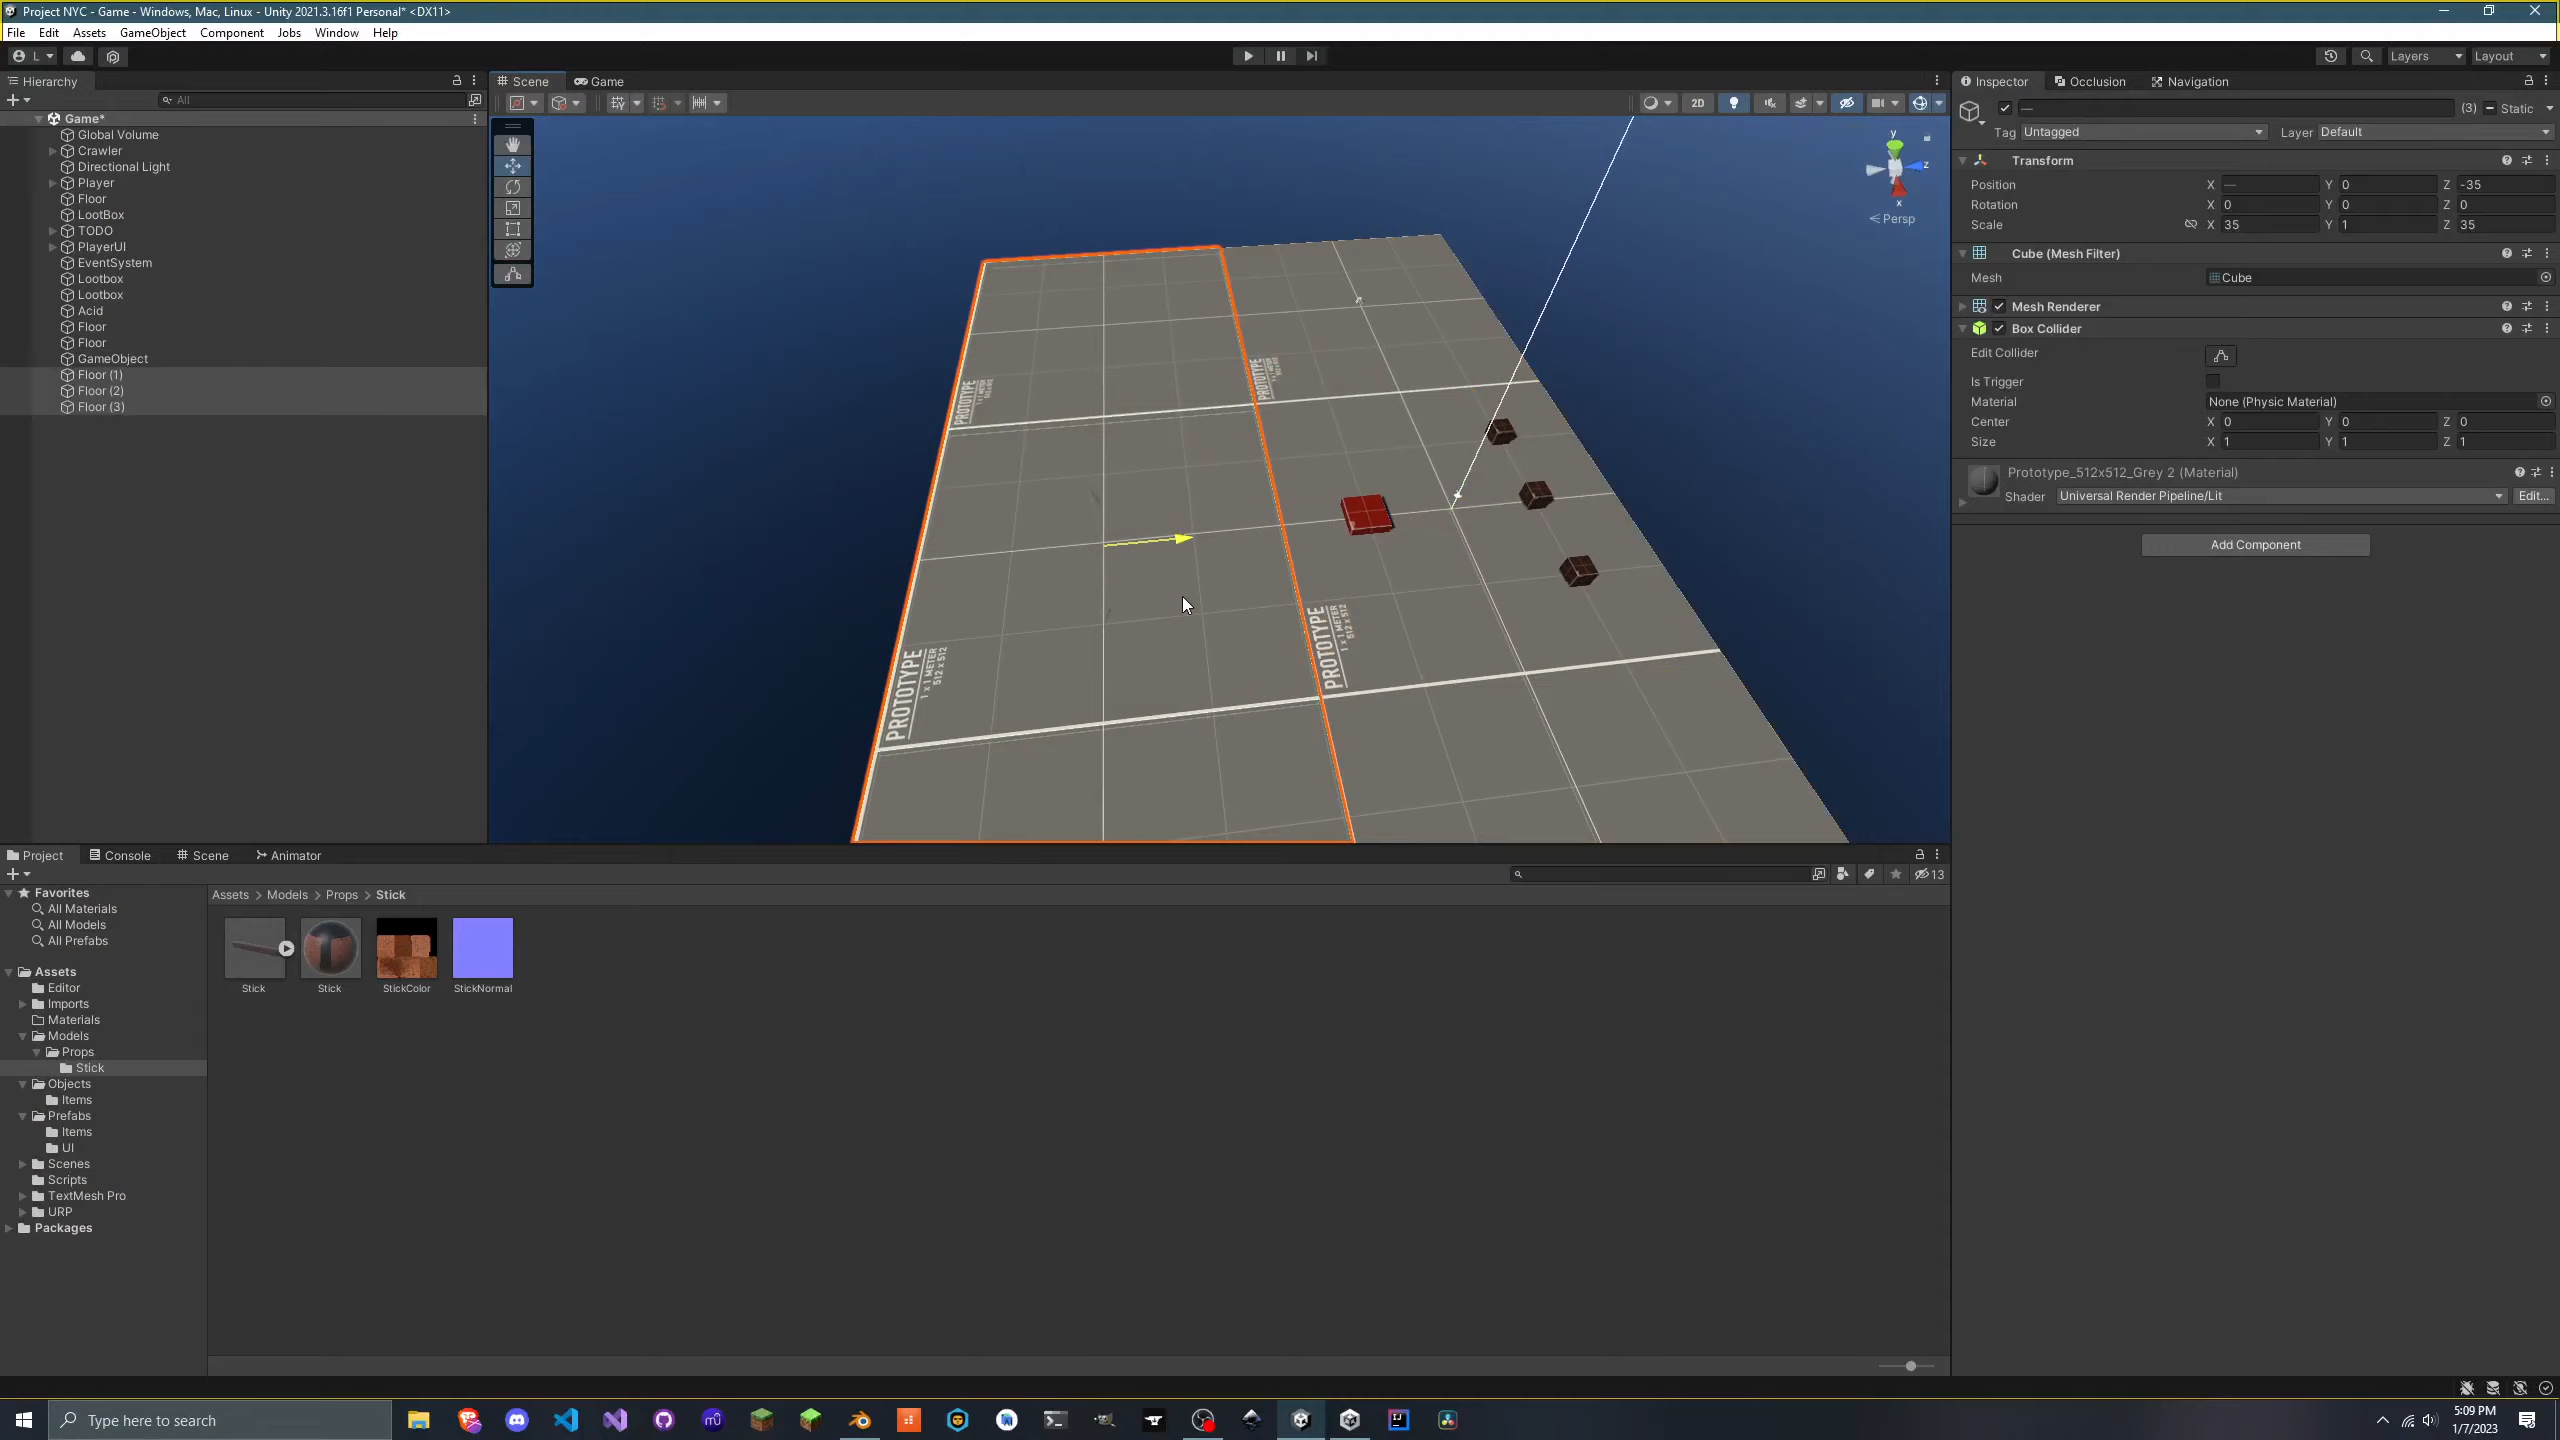 Project NYC - Game - Windows, Mac, Linux - Unity 2021.3.16f1 Personal* <DX11>
File Edit Assets GameObject Component Jobs Window Help
L Layers Layout
Hierarchy
All
Game*
Global Volume
Crawler
Directional Light
Player
Floor
LootBox
TODO
PlayerUI
EventSystem
Lootbox
Lootbox
Acid
Floor
Floor
GameObject
Floor (1)
Floor (2)
Floor (3)
Scene Game
2D
y
z
x
Persp
PROTOTYPE
PROTOTYPE
PROTOTYPE
1 x 1 METER
512 x 512
PROTOTYPE
1 x 1 METER
512 x 512
Inspector Occlusion Navigation
— (3) Static
Tag Untagged Layer Default
Transform
Position X — Y 0 Z -35
Rotation X 0 Y 0 Z 0
Scale X 35 Y 1 Z 35
Cube (Mesh Filter)
Mesh Cube
Mesh Renderer
Box Collider
Edit Collider
Is Trigger
Material None (Physic Material)
Center X 0 Y 0 Z 0
Size X 1 Y 1 Z 1
Prototype_512x512_Grey 2 (Material)
Shader Universal Render Pipeline/Lit Edit...
Add Component
Project Console Scene Animator
13
Favorites
All Materials
All Models
All Prefabs
Assets
Editor
Imports
Materials
Models
Props
Stick
Objects
Items
Prefabs
Items
UI
Scenes
Scripts
TextMesh Pro
URP
Packages
Assets > Models > Props > Stick
Stick Stick StickColor StickNormal
Type here to search
5:09 PM
1/7/2023